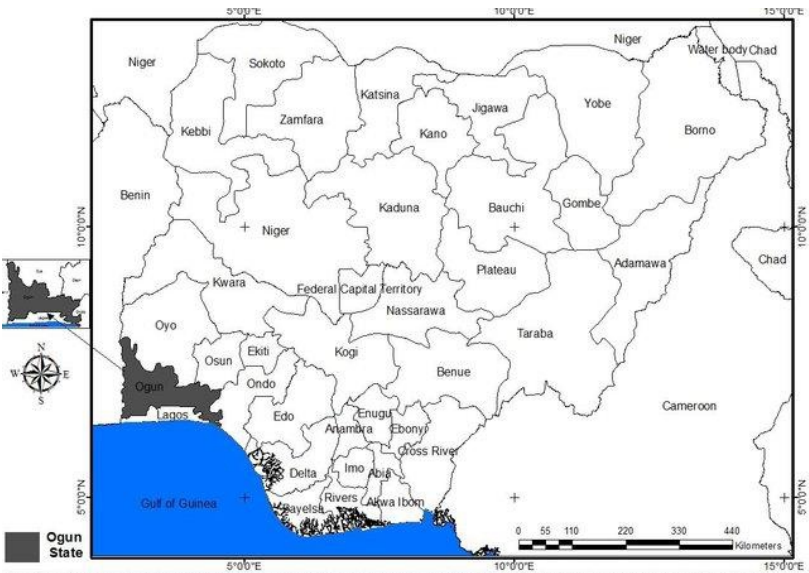 5°0'0"E 10°0'0"E 15°0'0"E
Niger
Water body Chad
Niger
Sokoto
Katsina
Jigawa
Yobe
Zamfara
Kebbi
Kano
Borno
Benin
Kaduna
Bauchi
Gombe
Niger
10°0'0"N
10°0'0"N
Chad
Adamawa
Plateau
Kwara
Federal Capital Territory
Nassarawa
Oyo
Taraba
Osun
Ekiti
Kogi
Benue
N
W E
S
Ogun
Ondo
Cameroon
Lagos
Edo
Enugu
Anambra
Ebony
Cross River
Delta
Imo
Abia
Rivers
Akwa Ibom
Bayelsa
Gulf of Guinea
5°0'0"N
5°0'0"N
0 55 110 220 330 440
Kilometers
Ogun
State
5°0'0"E 10°0'0"E 15°0'0"E